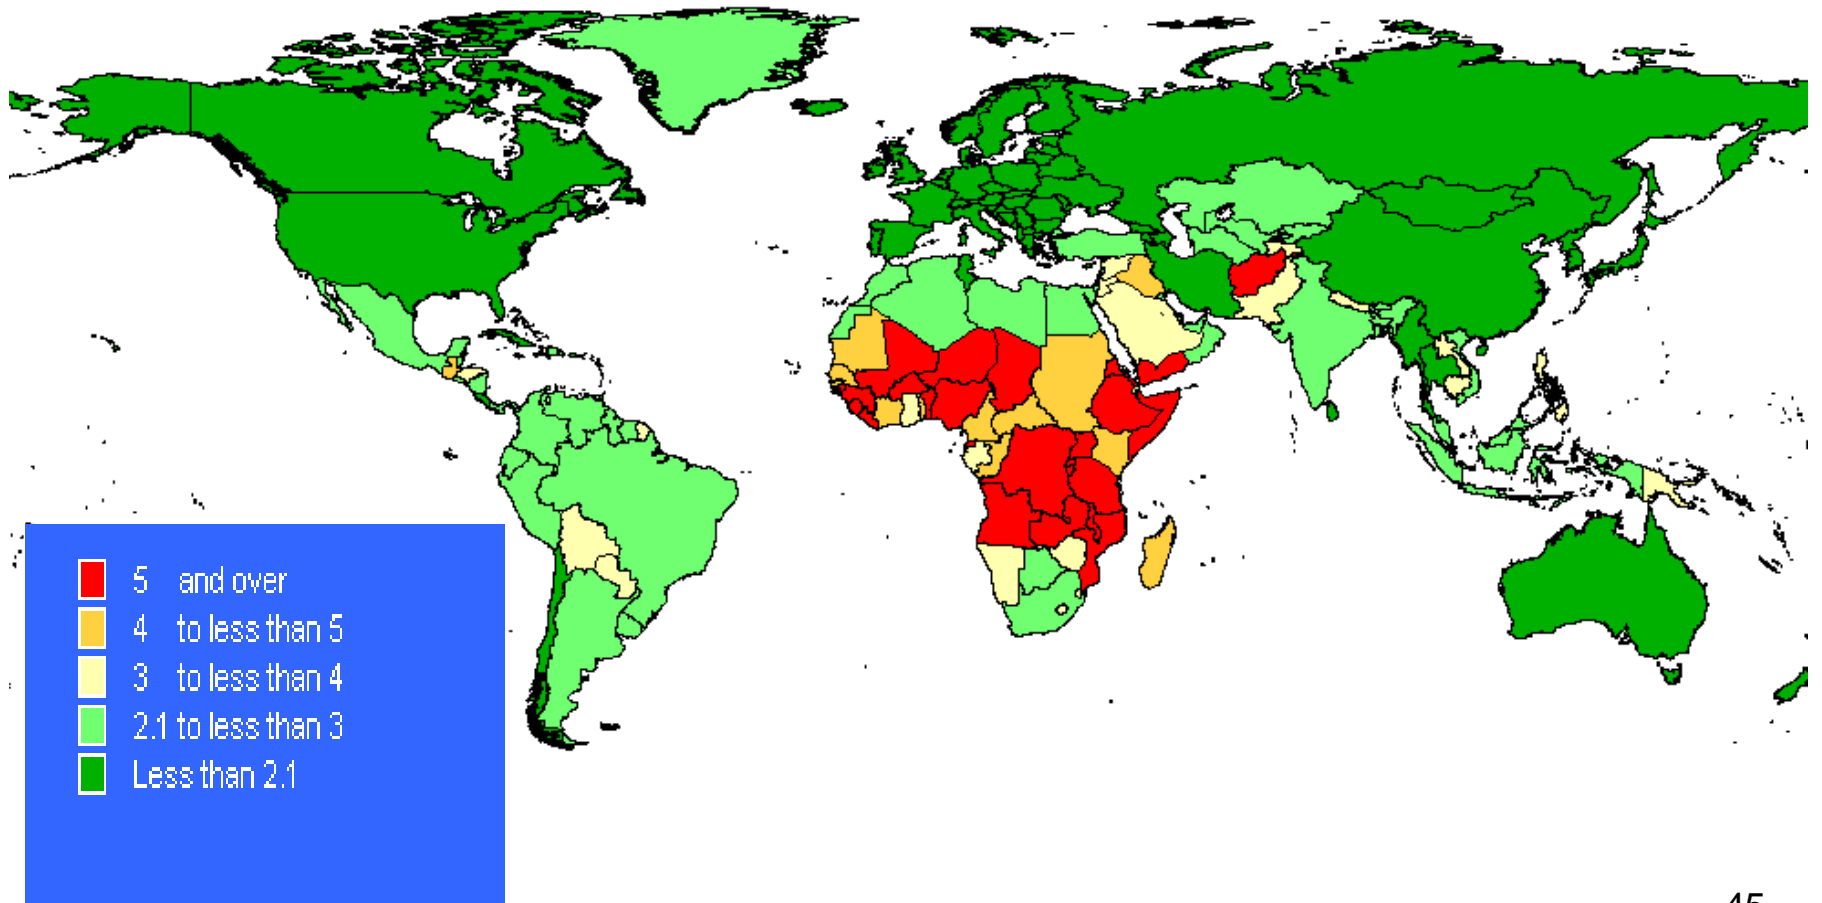 5 and over
4 to less than 5
3 to less than 4
2.1 to less than 3
Less than 2.1
45